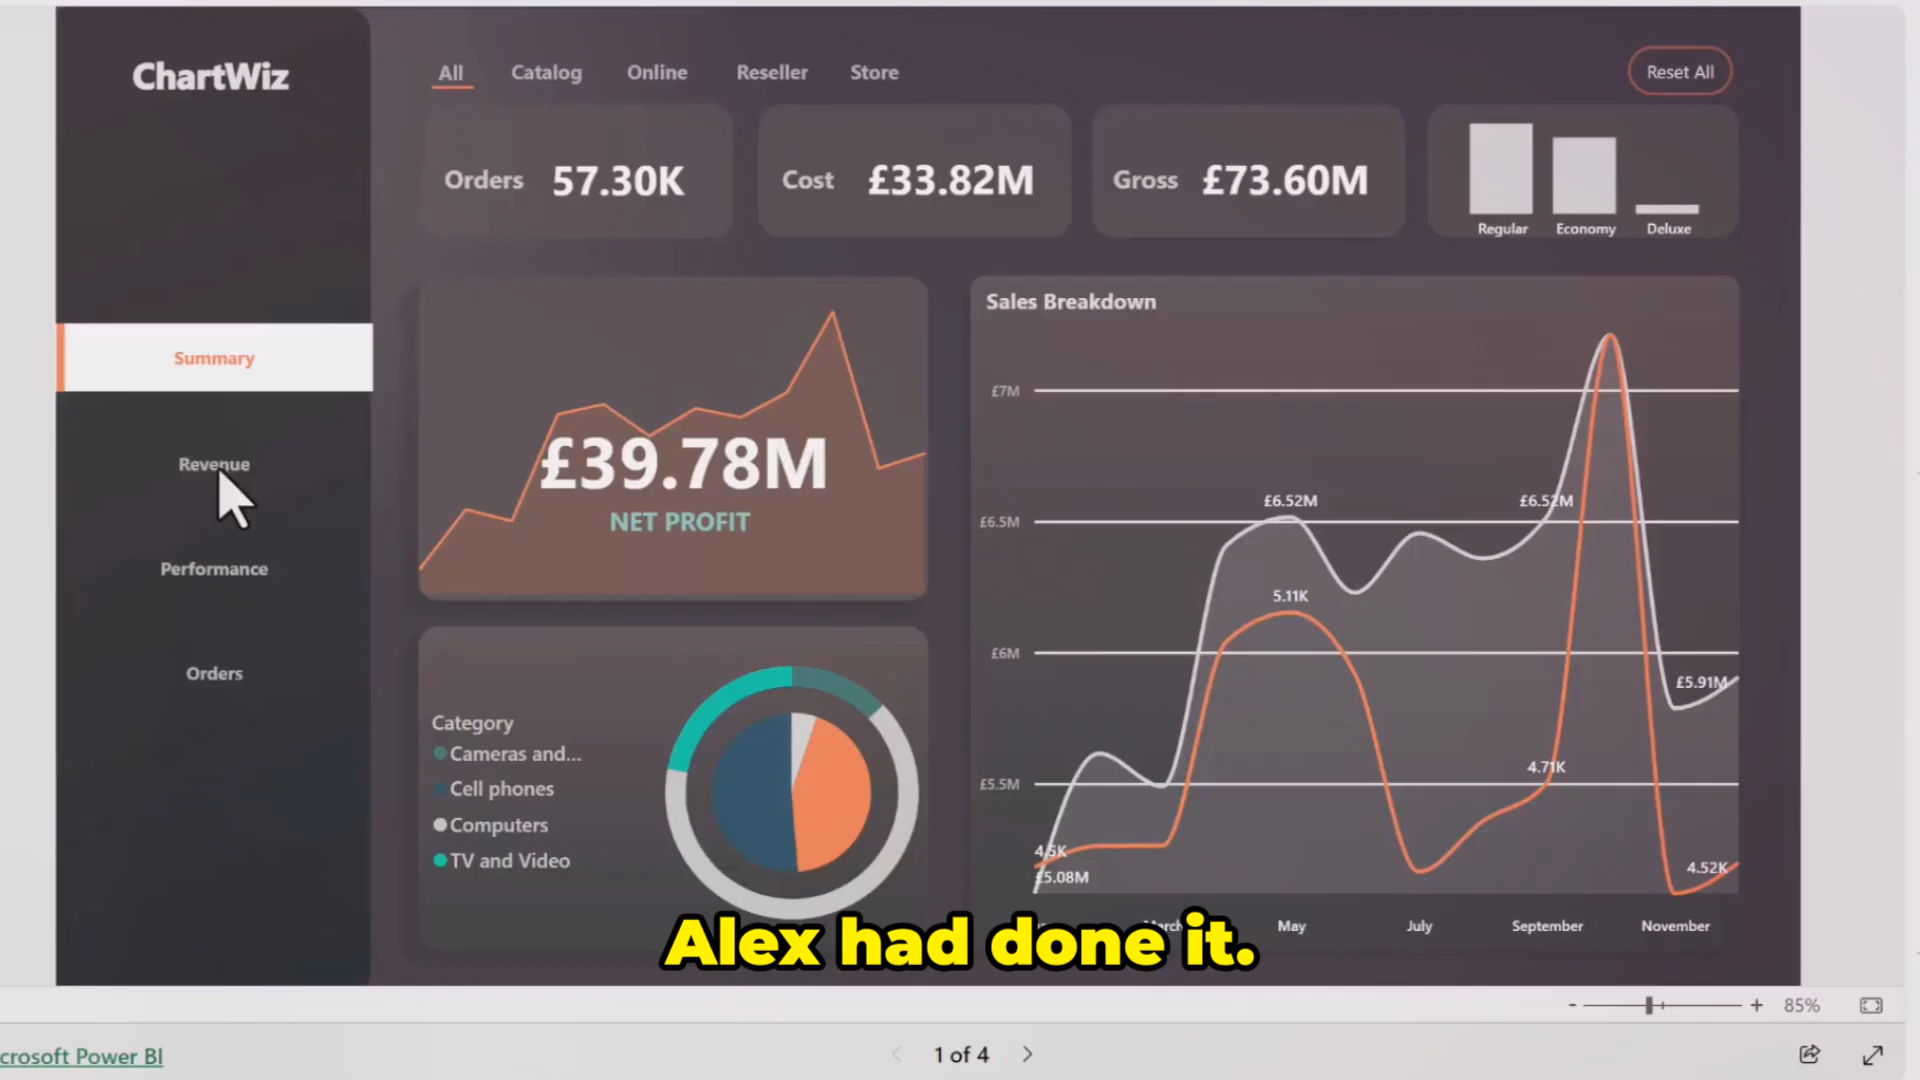 ChartWiz
All
Catalog
Online
Reseller
Store
Reset All
Orders 57.30K
Cost £33.82M
Gross £73.60M
Regular
Economy
Deluxe
Summary
Revenue
Performance
Orders
£39.78M
NET PROFIT
Category
Cameras and...
Cell phones
Computers
TV and Video
Sales Breakdown
£7M
£6.5M
£6M
£5.5M
£6.52M
£6.52M
5.11K
£5.91M
4.71K
4.5K
£5.08M
4.52K
March
May
July
September
November
Alex had done it.
85%
crosoft Power BI
1 of 4